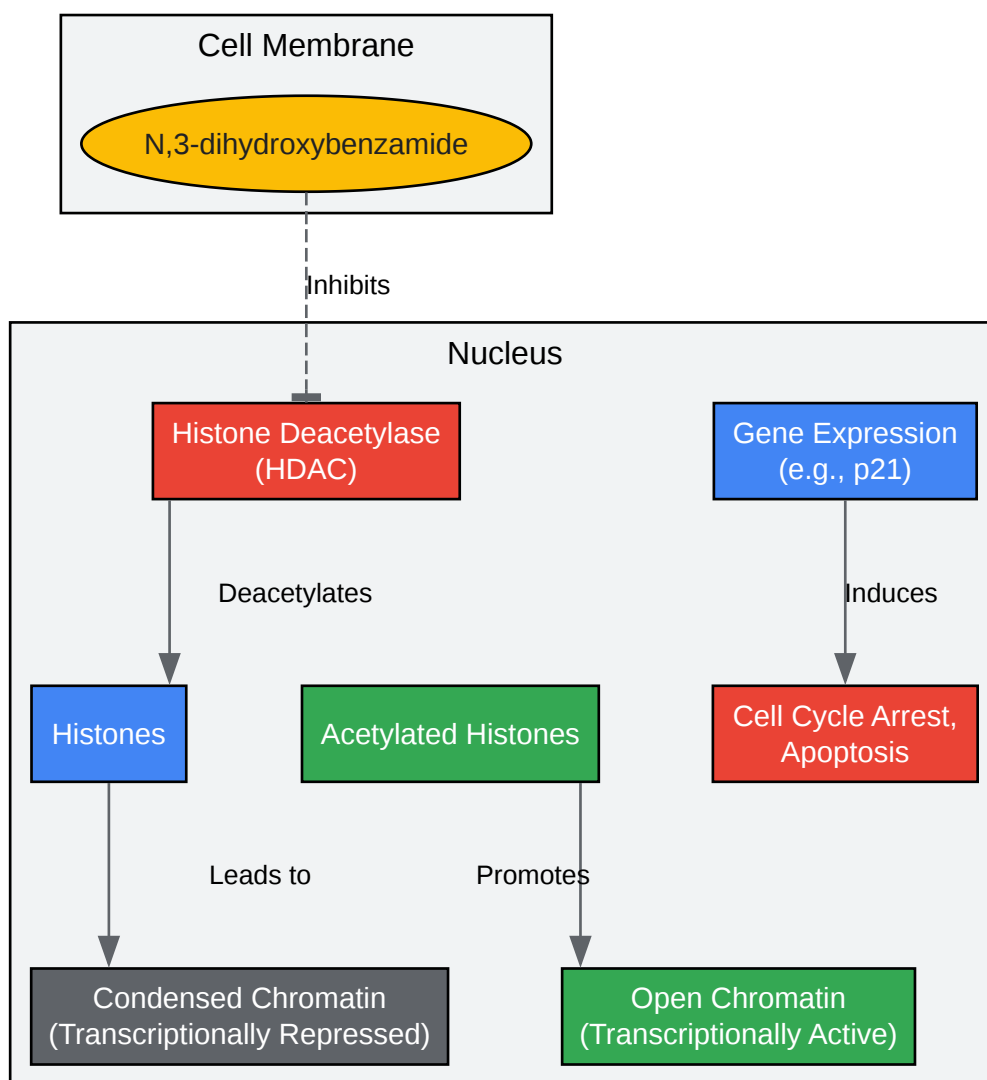 Cell Membrane
N,3-dihydroxybenzamide
Inhibits
Nucleus
Histone Deacetylase
(HDAC)
Gene Expression
(e.g., p21)
Deacetylates
Induces
Histones
Acetylated Histones
Cell Cycle Arrest,
Apoptosis
Leads to
Promotes
Condensed Chromatin
(Transcriptionally Repressed)
Open Chromatin
(Transcriptionally Active)